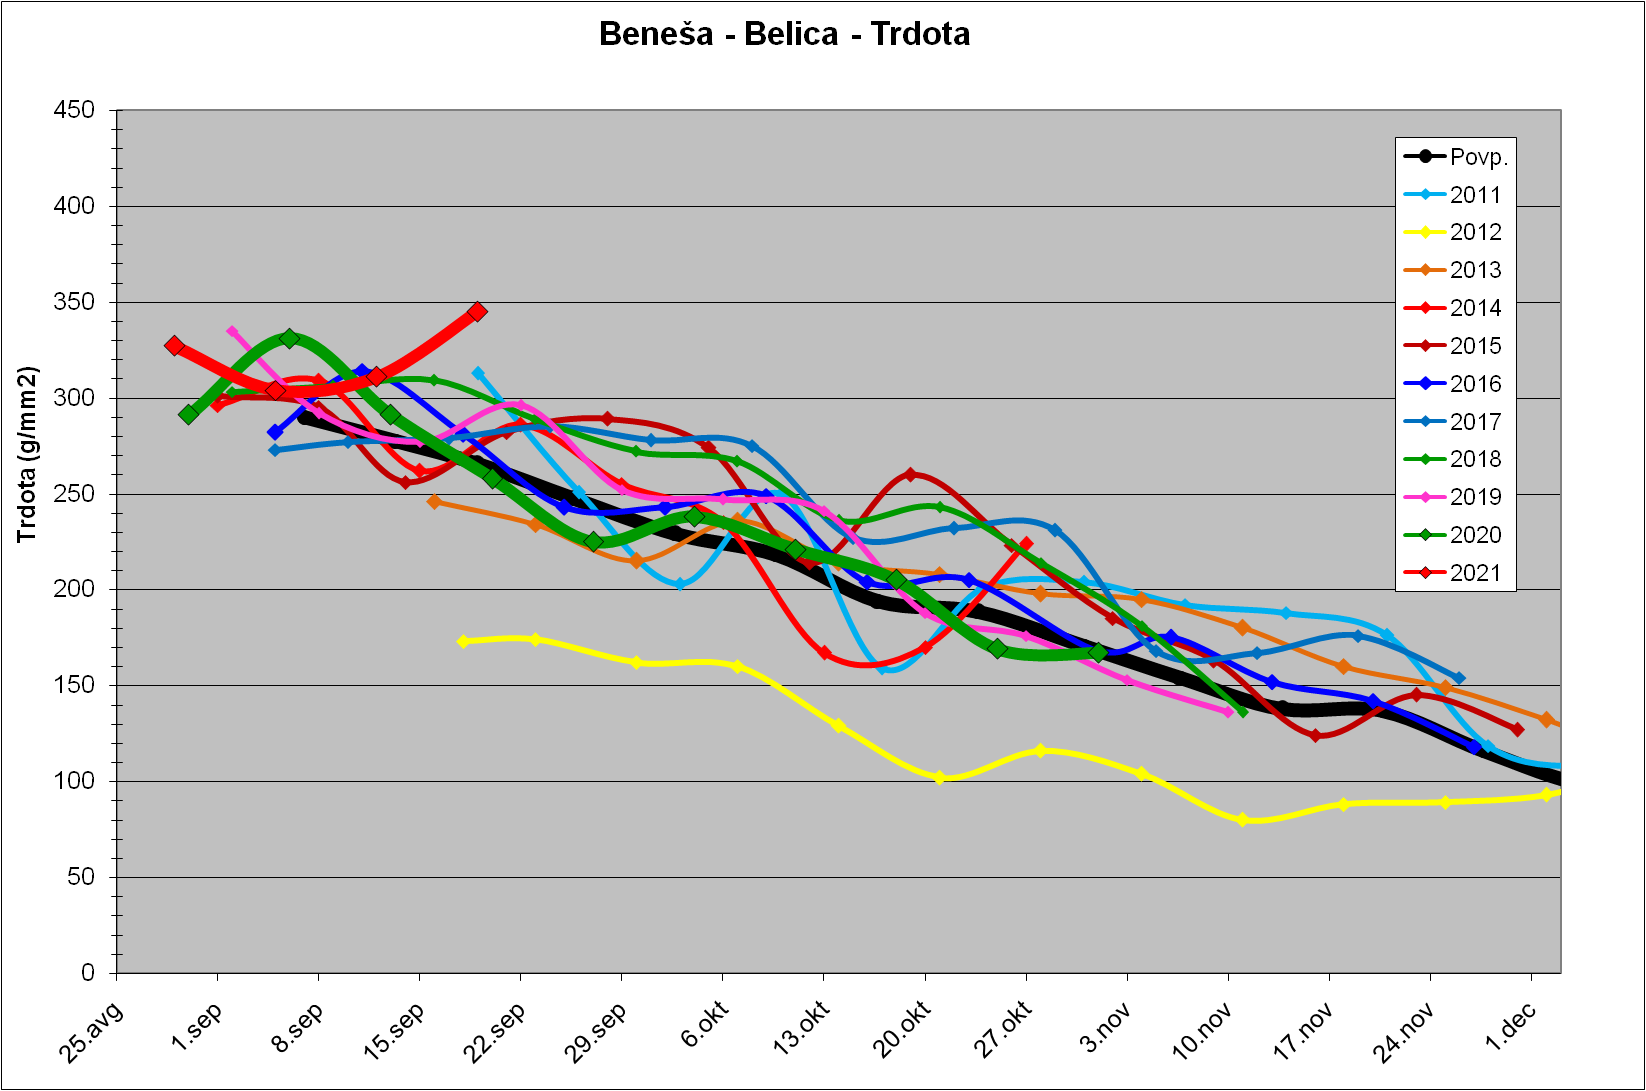 Beneša - Belica - Trdota
Trdota (g/mm2)
450
400
350
300
250
200
150
100
50
0
25.avg
1.sep
8.sep
15.sep
22.sep
29.sep
6.okt
13.okt
20.okt
27.okt
3.nov
10.nov
17.nov
24.nov
1.dec
Povp.
2011
2012
2013
2014
2015
2016
2017
2018
2019
2020
2021